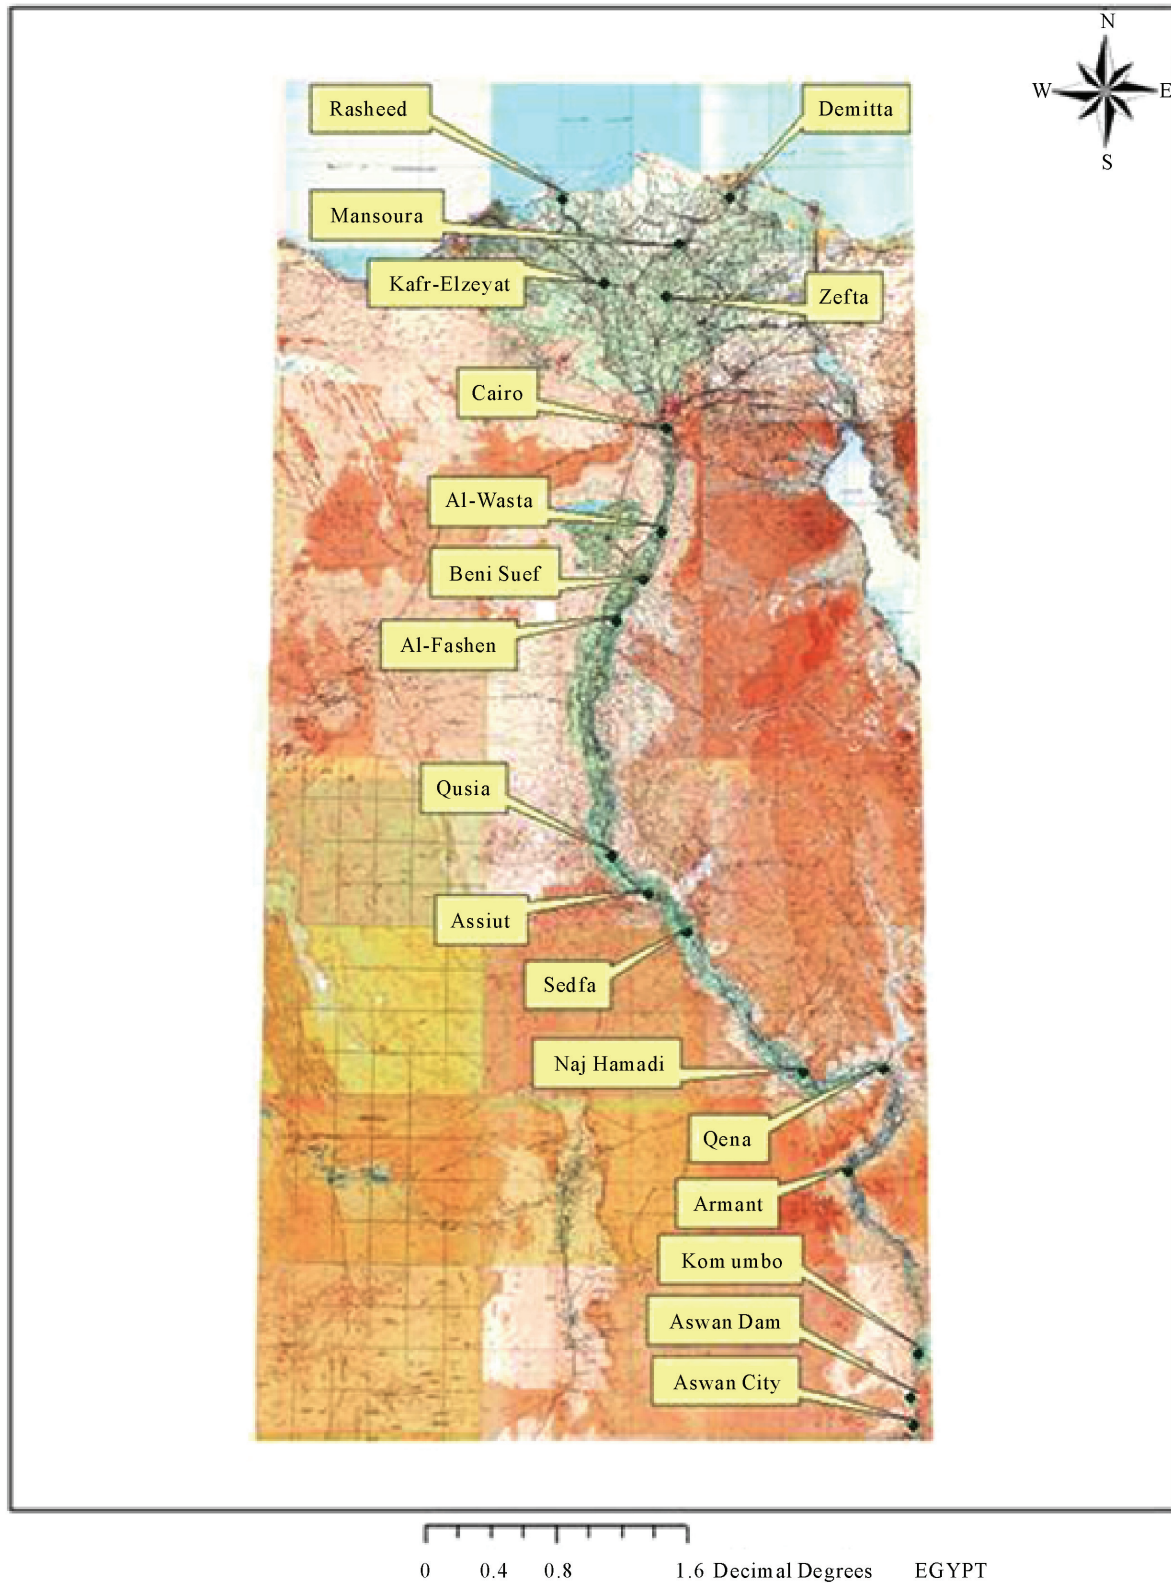 N
W
E
S
Rasheed
Demitta
Mansoura
Kafr-Elzeyat
Zefta
Cairo
Al-Wasta
Beni Suef
Al-Fashen
Qusia
Assiut
Sedfa
Naj Hamadi
Qena
Armant
Kom umbo
Aswan Dam
Aswan City
0 0.4 0.8 1.6 Decimal Degrees EGYPT